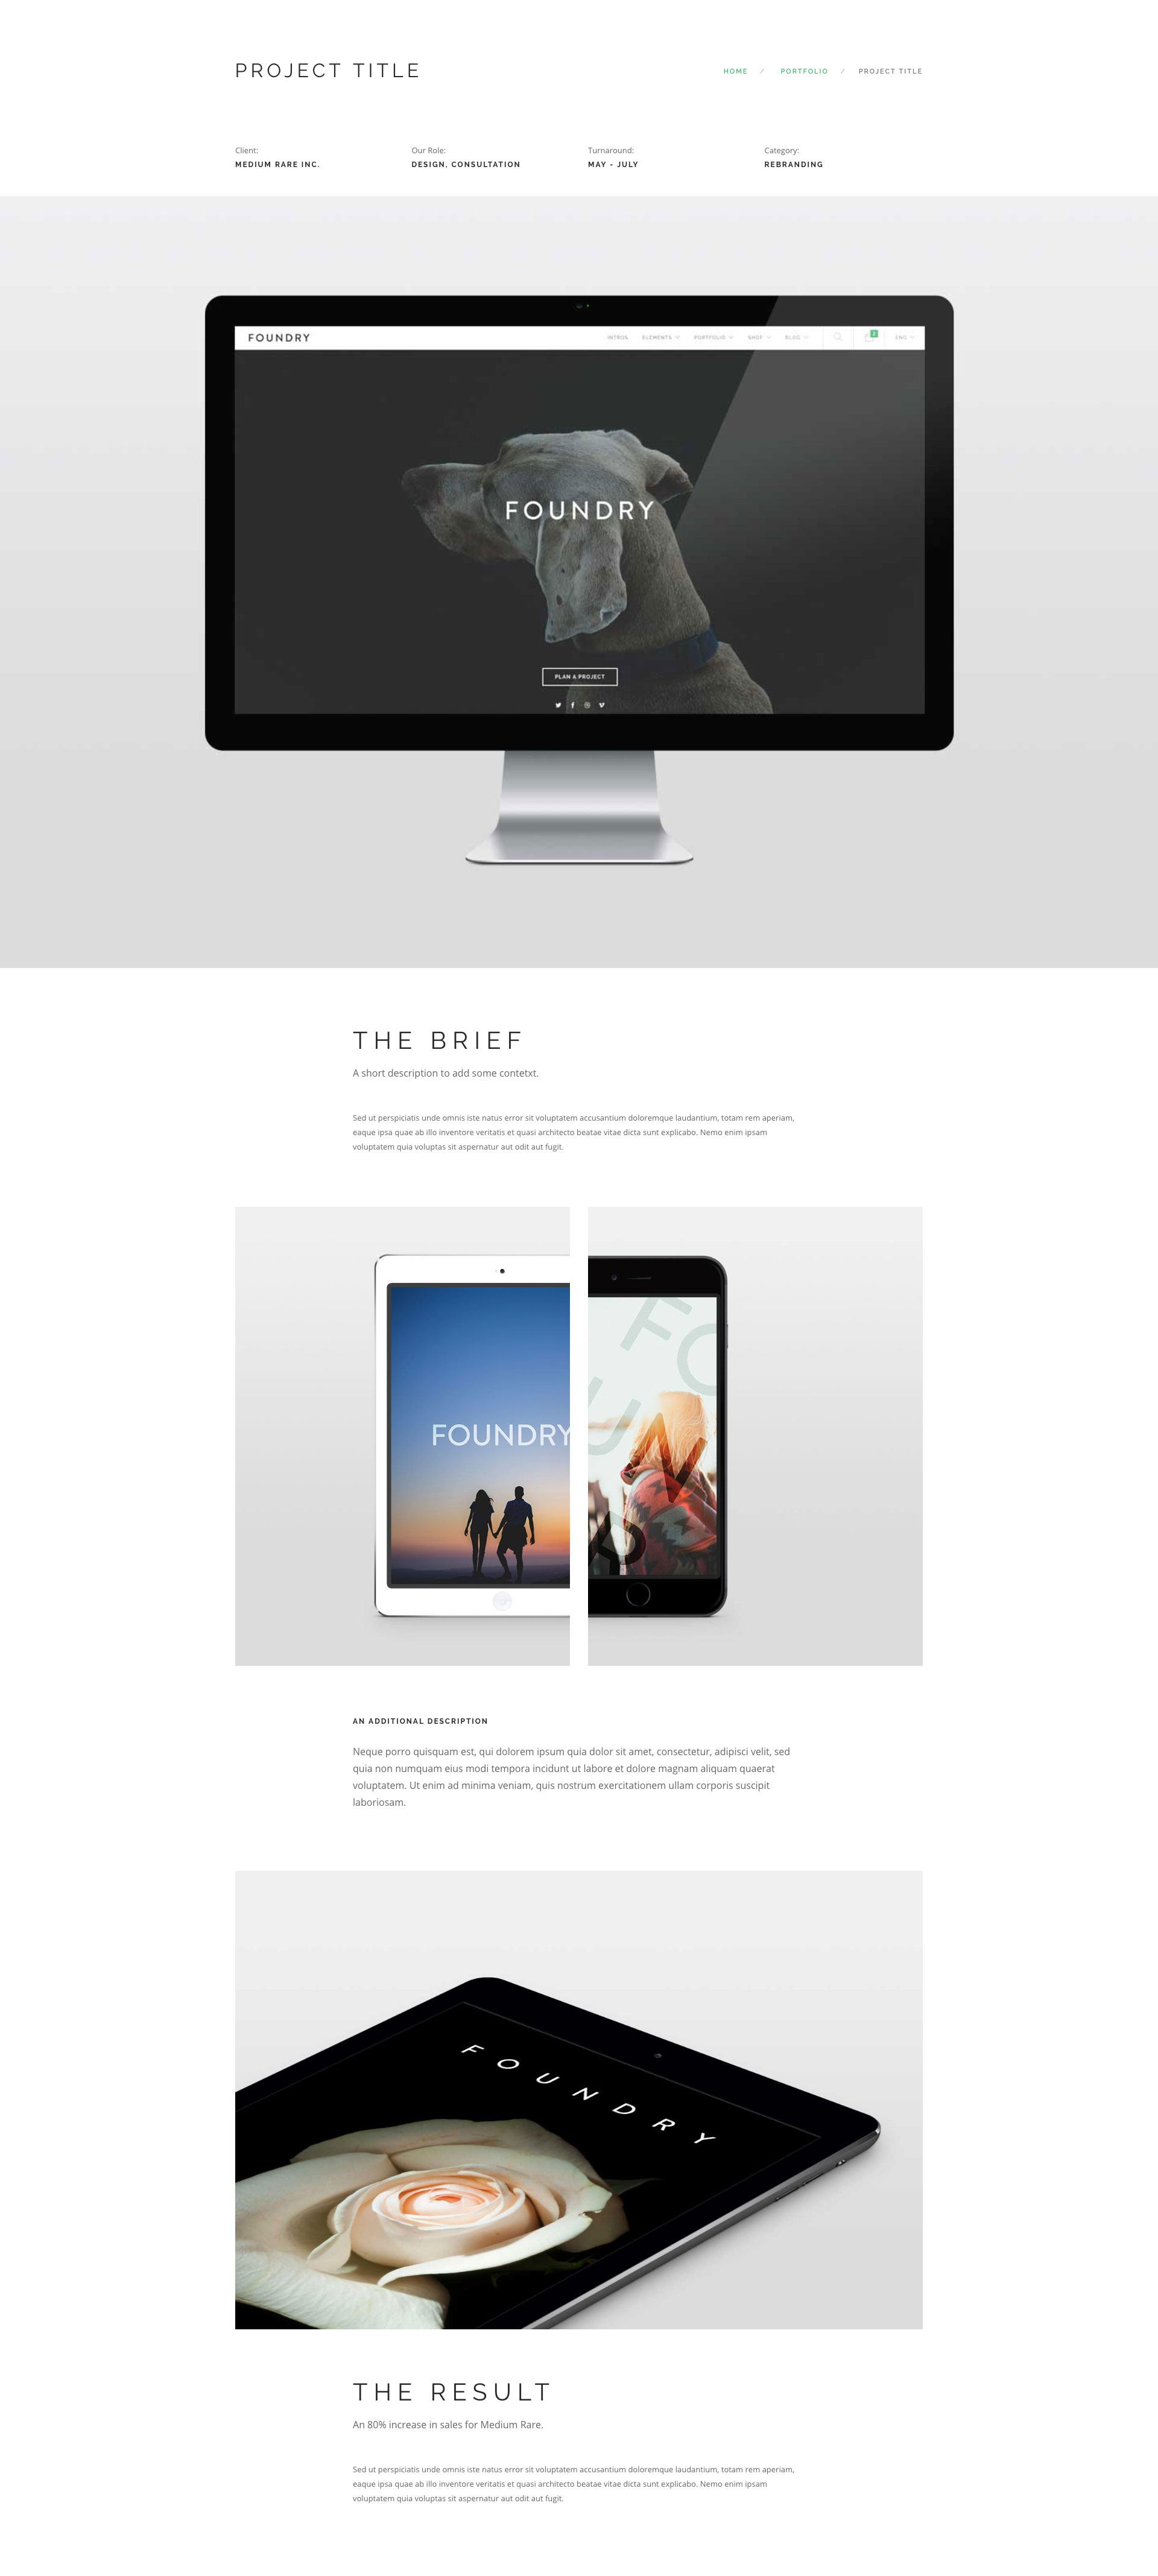 PROJECT TITLE
HOME / PORTFOLIO / PROJECT TITLE
Client:
MEDIUM RARE INC.
Our Role:
DESIGN, CONSULTATION
Turnaround:
MAY - JULY
Category:
REBRANDING
FOUNDRY
INTROS ELEMENTS PORTFOLIO SHOP BLOG ENG
FOUNDRY
PLAN A PROJECT
THE BRIEF
A short description to add some contetxt.
Sed ut perspiciatis unde omnis iste natus error sit voluptatem accusantium doloremque laudantium, totam rem aperiam,
eaque ipsa quae ab illo inventore veritatis et quasi architecto beatae vitae dicta sunt explicabo. Nemo enim ipsam
voluptatem quia voluptas sit aspernatur aut odit aut fugit.
FOUNDRY
FO
U
N
R
AN ADDITIONAL DESCRIPTION
Neque porro quisquam est, qui dolorem ipsum quia dolor sit amet, consectetur, adipisci velit, sed
quia non numquam eius modi tempora incidunt ut labore et dolore magnam aliquam quaerat
voluptatem. Ut enim ad minima veniam, quis nostrum exercitationem ullam corporis suscipit
laboriosam.
FOUNDRY
THE RESULT
An 80% increase in sales for Medium Rare.
Sed ut perspiciatis unde omnis iste natus error sit voluptatem accusantium doloremque laudantium, totam rem aperiam,
eaque ipsa quae ab illo inventore veritatis et quasi architecto beatae vitae dicta sunt explicabo. Nemo enim ipsam
voluptatem quia voluptas sit aspernatur aut odit aut fugit.